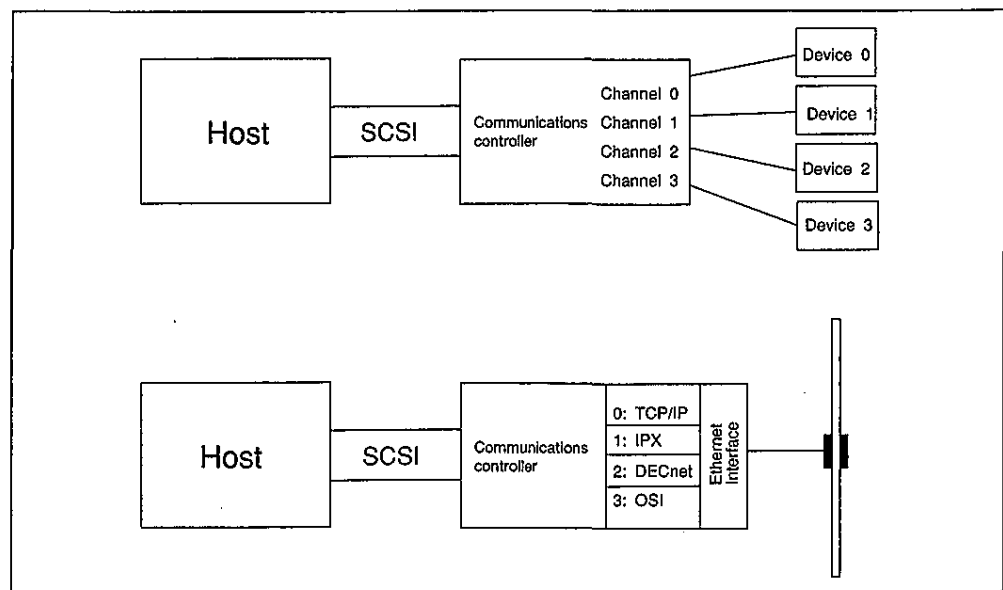 Host
SCSI
Communications
controller
Channel 0
Channel 1
Channel 2
Channel 3
Device 0
Device 1
Device 2
Device 3
Host
SCSI
Communications
controller
0: TCP/IP
1: IPX
2: DECnet
3: OSI
Ethernet
Interface